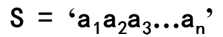 S = ‘a₁a₂a₃...aₙ’